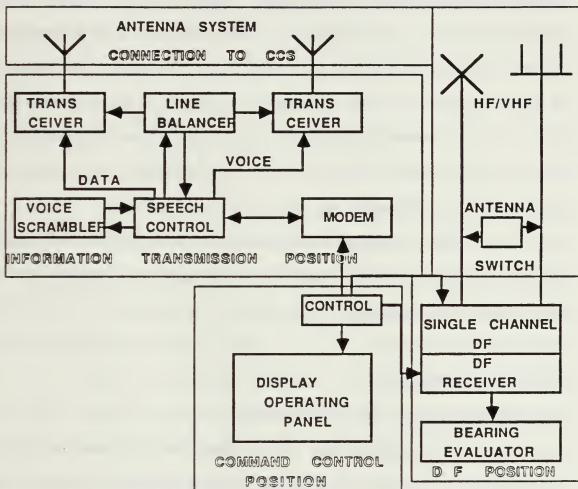 ANTENNA SYSTEM
CONNECTION TO CCS
TRANS
CEIVER
LINE
BALANCER
TRANS
CEIVER
HF/VHF
VOICE
DATA
VOICE
SCRAMBLER
SPEECH
CONTROL
MODEM
ANTENNA
SWITCH
INFORMATION TRANSMISSION POSITION
CONTROL
SINGLE CHANNEL
DF
DF
RECEIVER
DISPLAY
OPERATING
PANEL
BEARING
EVALUATOR
COMMAND CONTROL
POSITION
D F POSITION